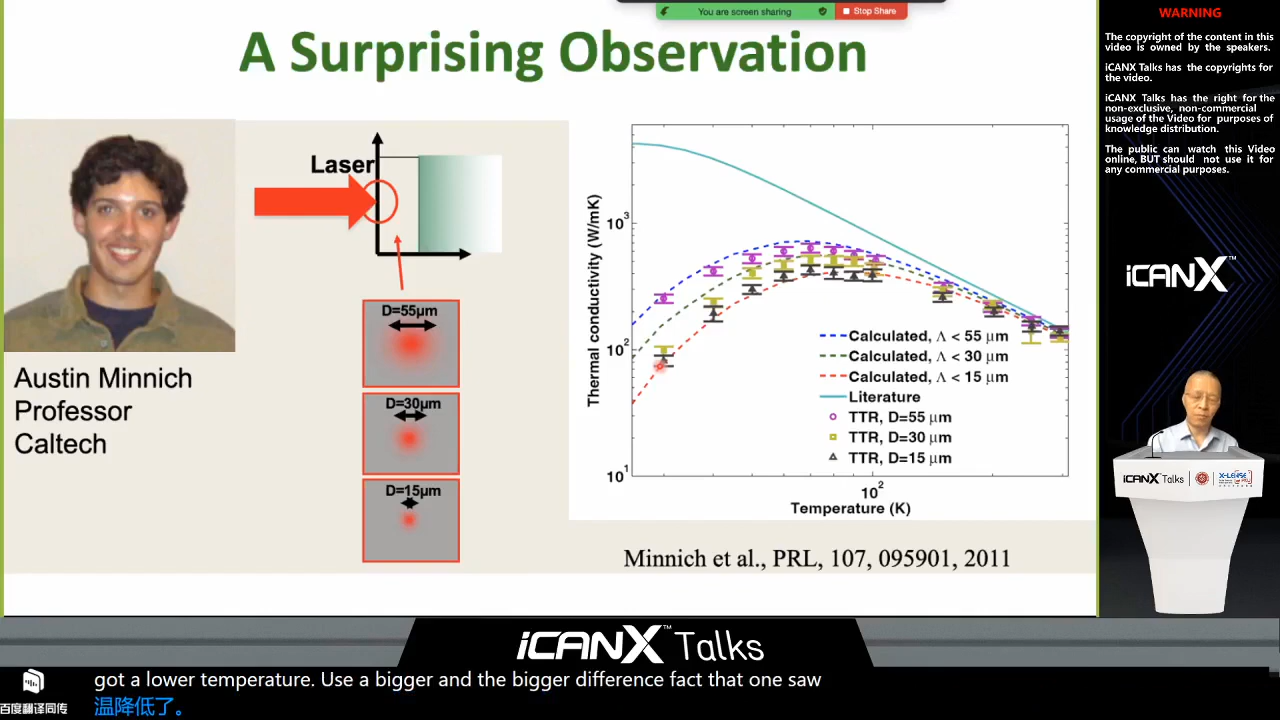 You are screen sharing
Stop Share
A Surprising Observation
Laser
D=55μm
D=30μm
D=15μm
Austin Minnich
Professor
Caltech
Thermal conductivity (W/mK)
10³
10²
10¹
Calculated, Λ < 55 μm
Calculated, Λ < 30 μm
Calculated, Λ < 15 μm
Literature
TTR, D=55 μm
TTR, D=30 μm
TTR, D=15 μm
10²
Temperature (K)
Minnich et al., PRL, 107, 095901, 2011
WARNING
The copyright of the content in this
video is owned by the speakers.
iCANX Talks has the copyrights for
the video.
iCANX Talks has the right for the
non-exclusive, non-commercial
usage of the Video for purposes of
knowledge distribution.
The public can watch this Video
online, BUT should not use it for
any commercial purposes.
iCANX™
iCANX Talks
X-LENSE
iCANX™ Talks
百度翻译同传
got a lower temperature. Use a bigger and the bigger difference fact that one saw
温降低了。